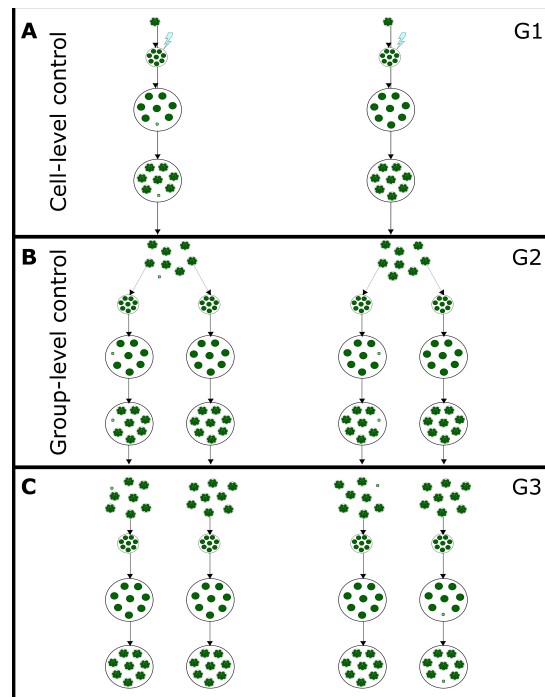 A
G1
Cell-level control
B
G2
Group-level control
C
G3